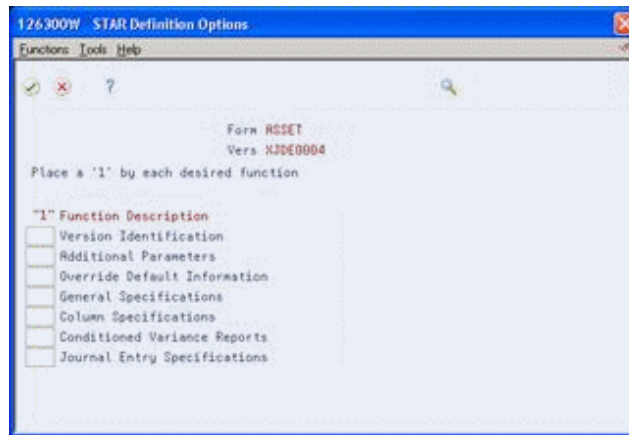 126300W STAR Definition Options
Functions Tools Help
?
Form ASSET
Vers XJDE0004
Place a '1' by each desired function
"1" Function Description
Version Identification
Additional Parameters
Override Default Information
General Specifications
Column Specifications
Conditioned Variance Reports
Journal Entry Specifications